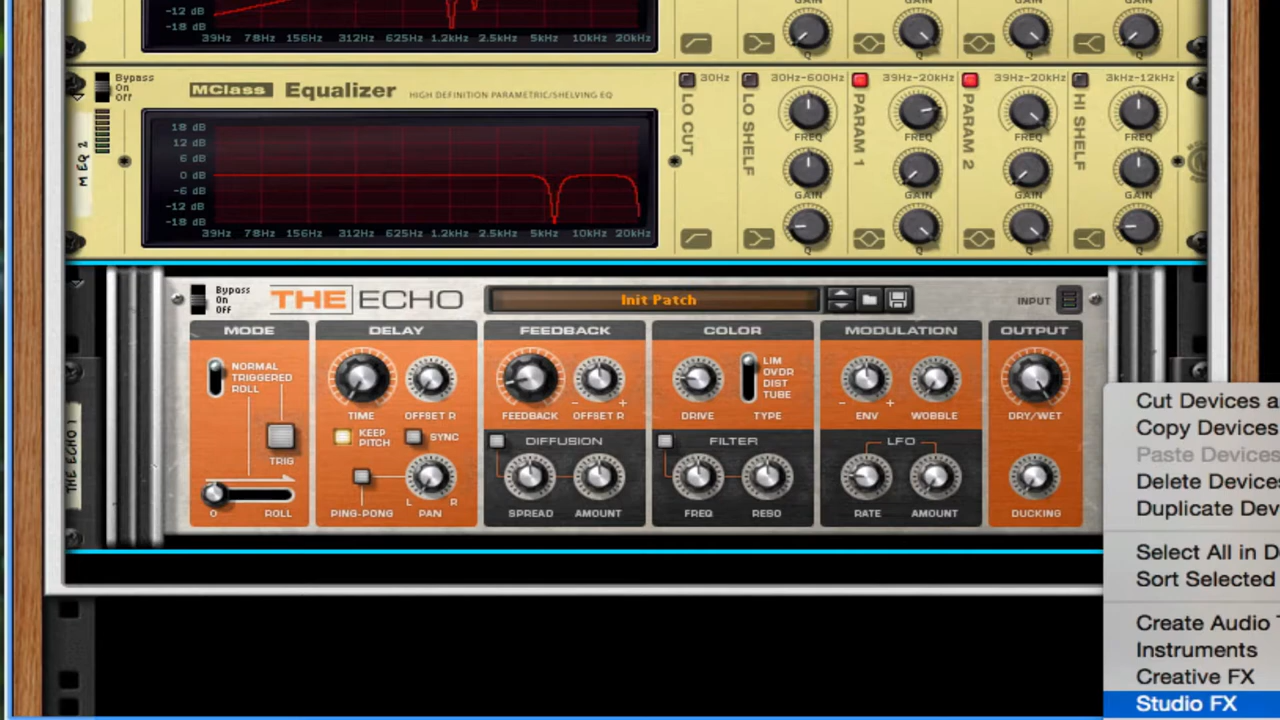 -12 dB
-18 dB
39Hz 78Hz 156Hz 312Hz 625Hz 1.2kHz 2.5kHz 5kHz 10kHz 20kHz
Q Q Q Q
Bypass
On
Off
MClass Equalizer HIGH DEFINITION PARAMETRIC/SHELVING EQ
30Hz 30Hz-600Hz 39Hz-20kHz 39Hz-20kHz 3kHz-12kHz
LO CUT
LO SHELF
PARAM 1
PARAM 2
HI SHELF
FREQ FREQ FREQ FREQ
GAIN GAIN GAIN GAIN
Q Q Q Q
18 dB
12 dB
6 dB
0 dB
-6 dB
-12 dB
-18 dB
39Hz 78Hz 156Hz 312Hz 625Hz 1.2kHz 2.5kHz 5kHz 10kHz 20kHz
M EQ 2
Bypass
On
Off
THE ECHO
Init Patch
INPUT
MODE DELAY FEEDBACK COLOR MODULATION OUTPUT
NORMAL
TRIGGERED
ROLL
TRIG
0 ROLL
TIME OFFSET R
KEEP
PITCH
SYNC
L R
PING-PONG PAN
FEEDBACK - OFFSET R +
DIFFUSION
SPREAD AMOUNT
LIM
OVDR
DIST
TUBE
DRIVE TYPE
FILTER
FREQ RESO
- ENV + WOBBLE
LFO
RATE AMOUNT
DRY/WET
DUCKING
THE ECHO 1
Cut Devices a
Copy Devices
Paste Devices
Delete Devices
Duplicate Dev
Select All in D
Sort Selected
Create Audio T
Instruments
Creative FX
Studio FX